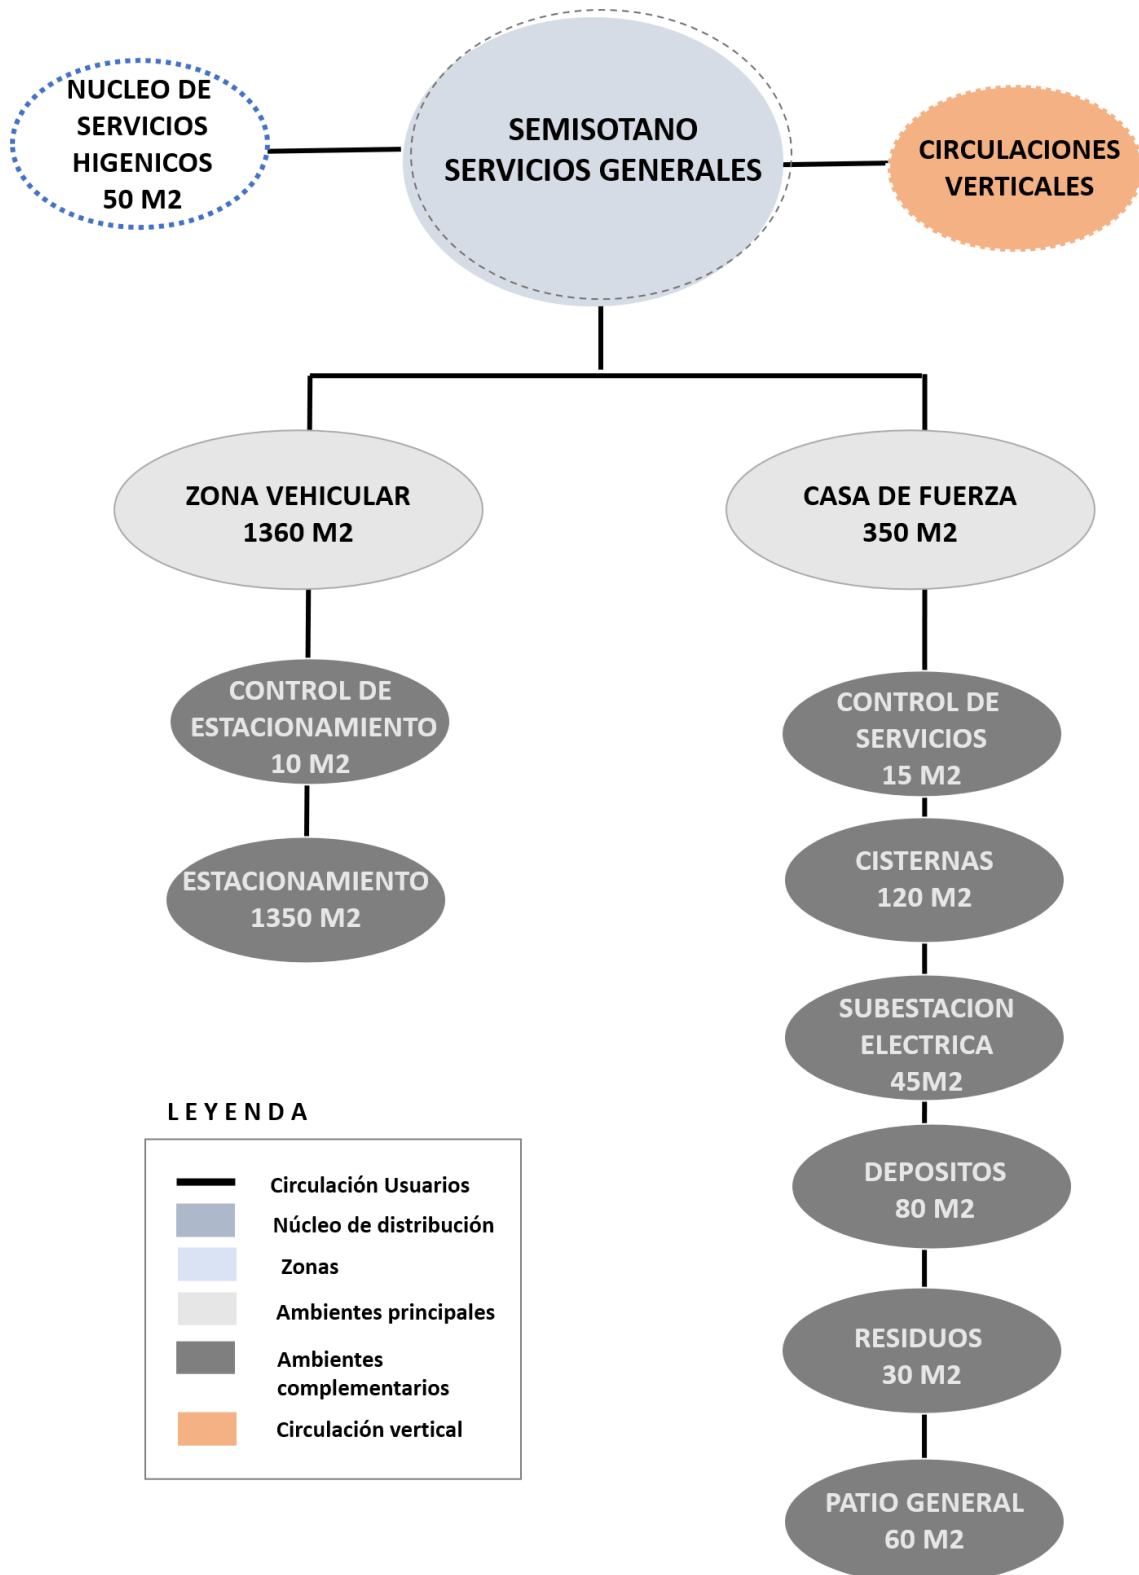 NUCLEO DE
SERVICIOS
HIGENICOS
50 M2
SEMISOTANO
SERVICIOS GENERALES
CIRCULACIONES
VERTICALES
ZONA VEHICULAR
1360 M2
CASA DE FUERZA
350 M2
CONTROL DE
ESTACIONAMIENTO
10 M2
ESTACIONAMIENTO
1350 M2
CONTROL DE
SERVICIOS
15 M2
CISTERNAS
120 M2
SUBESTACION
ELECTRICA
45M2
DEPOSITOS
80 M2
RESIDUOS
30 M2
PATIO GENERAL
60 M2
LEYENDA
Circulación Usuarios
Núcleo de distribución
Zonas
Ambientes principales
Ambientes
complementarios
Circulación vertical